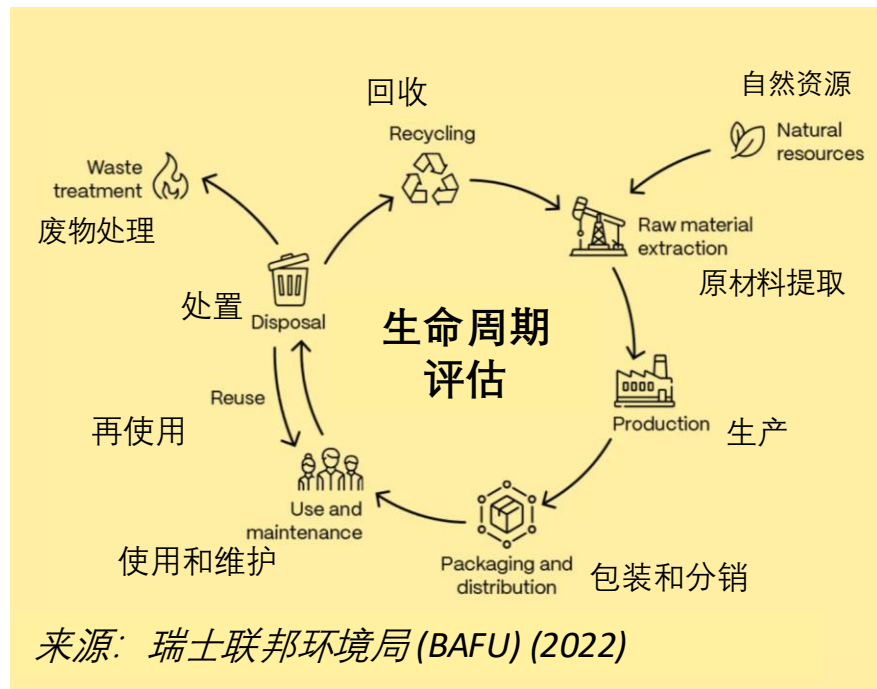 回收
Recycling
自然资源
Natural
resources
Waste
treatment
废物处理
Raw material
extraction
原材料提取
处置
Disposal
生命周期
评估
Reuse
再使用
Production
生产
Use and
maintenance
使用和维护
Packaging and
distribution
包装和分销
来源：瑞士联邦环境局 (BAFU) (2022)